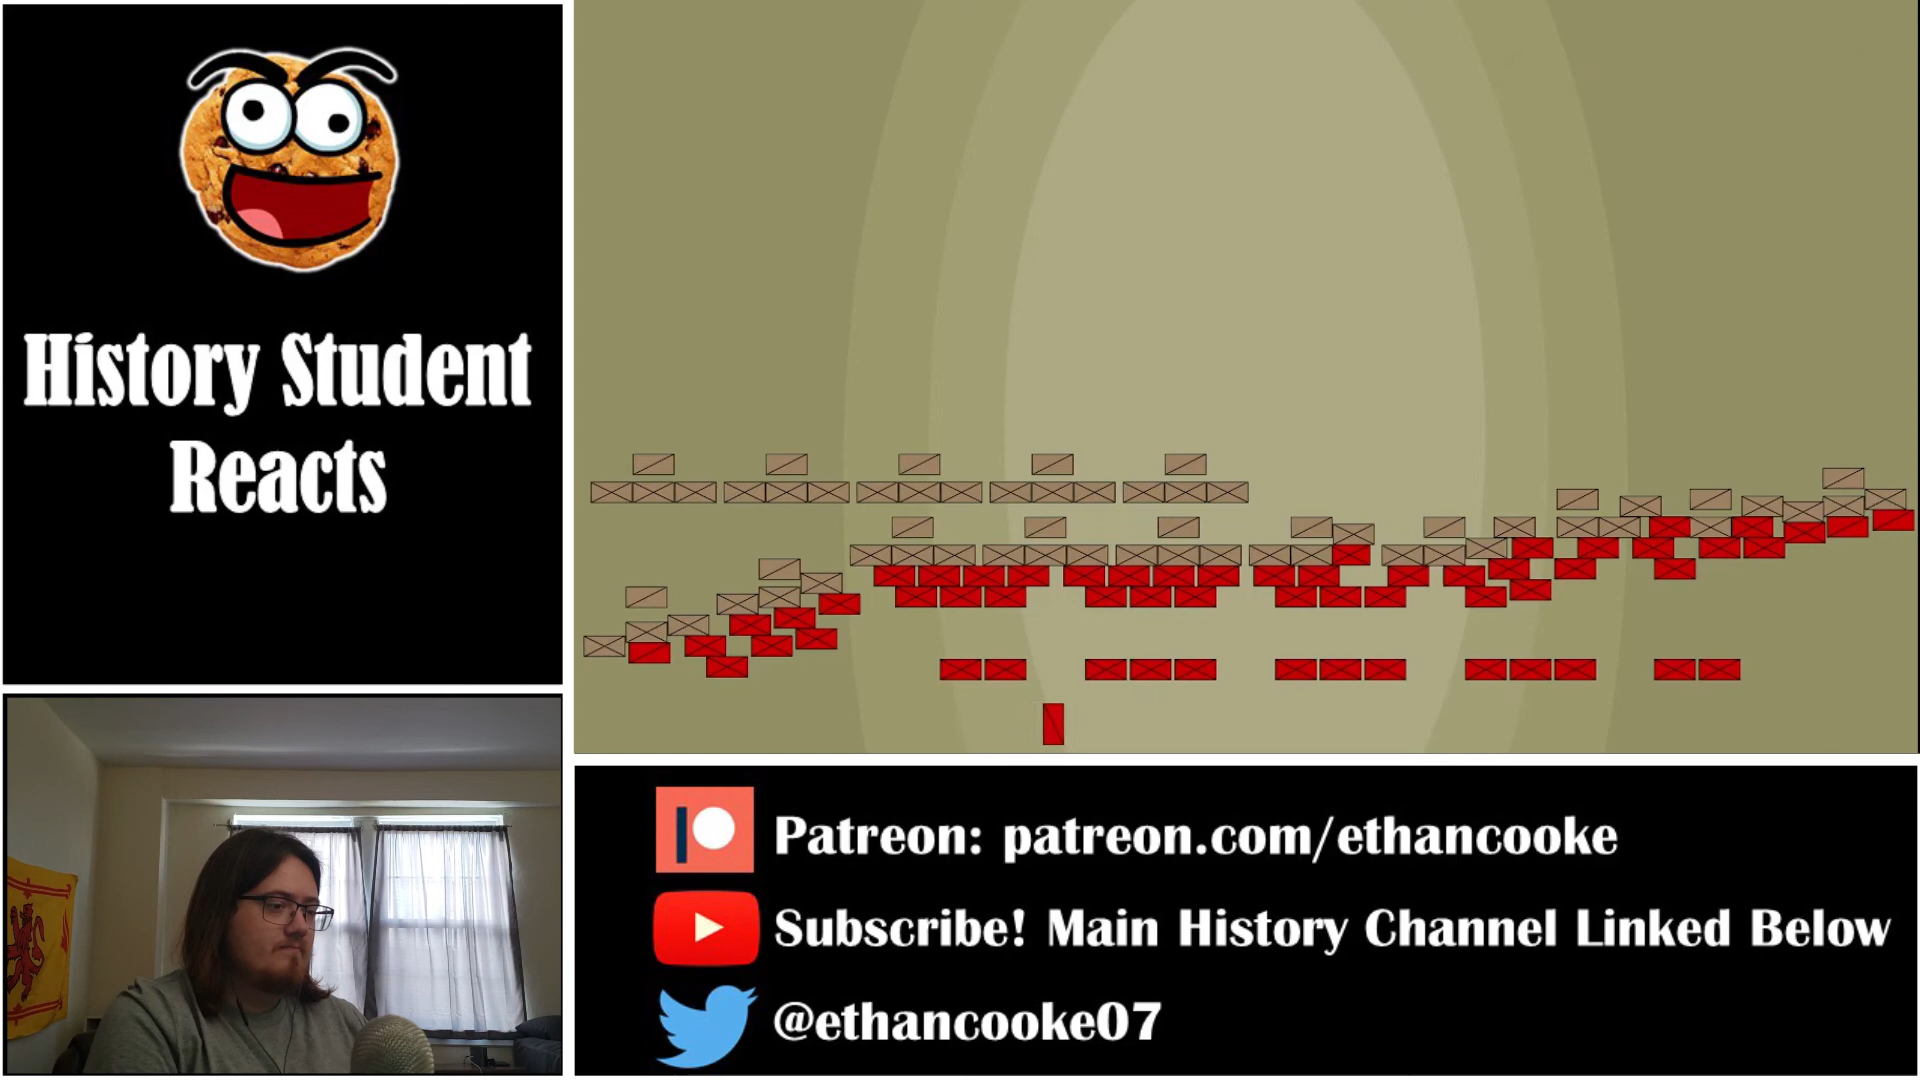 History Student
Reacts
Patreon: patreon.com/ethancooke
Subscribe! Main History Channel Linked Below
@ethancooke07